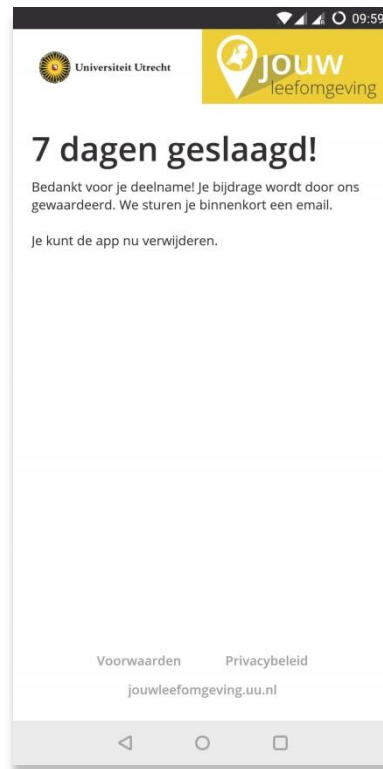 09:59
Universiteit Utrecht
jouw
leefomgeving
7 dagen geslaagd!
Bedankt voor je deelname! Je bijdrage wordt door ons
gewaardeerd. We sturen je binnenkort een email.
Je kunt de app nu verwijderen.
Voorwaarden Privacybeleid
jouwleefomgeving.uu.nl